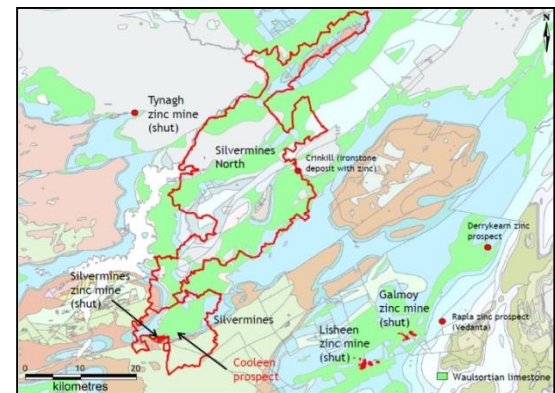 N
Tynagh
zinc mine
(shut)
Silvermines
North
Crinkill (ironstone
deposit with zinc)
Derrykearn zinc
prospect
Silvermines
zinc mine
(shut)
Galmoy
zinc mine
(shut)
Silvermines
Lisheen
zinc mine
(shut)
Rapla zinc prospect
(Vedanta)
Cooleen
prospect
0 10 20
kilometres
Waulsortian limestone